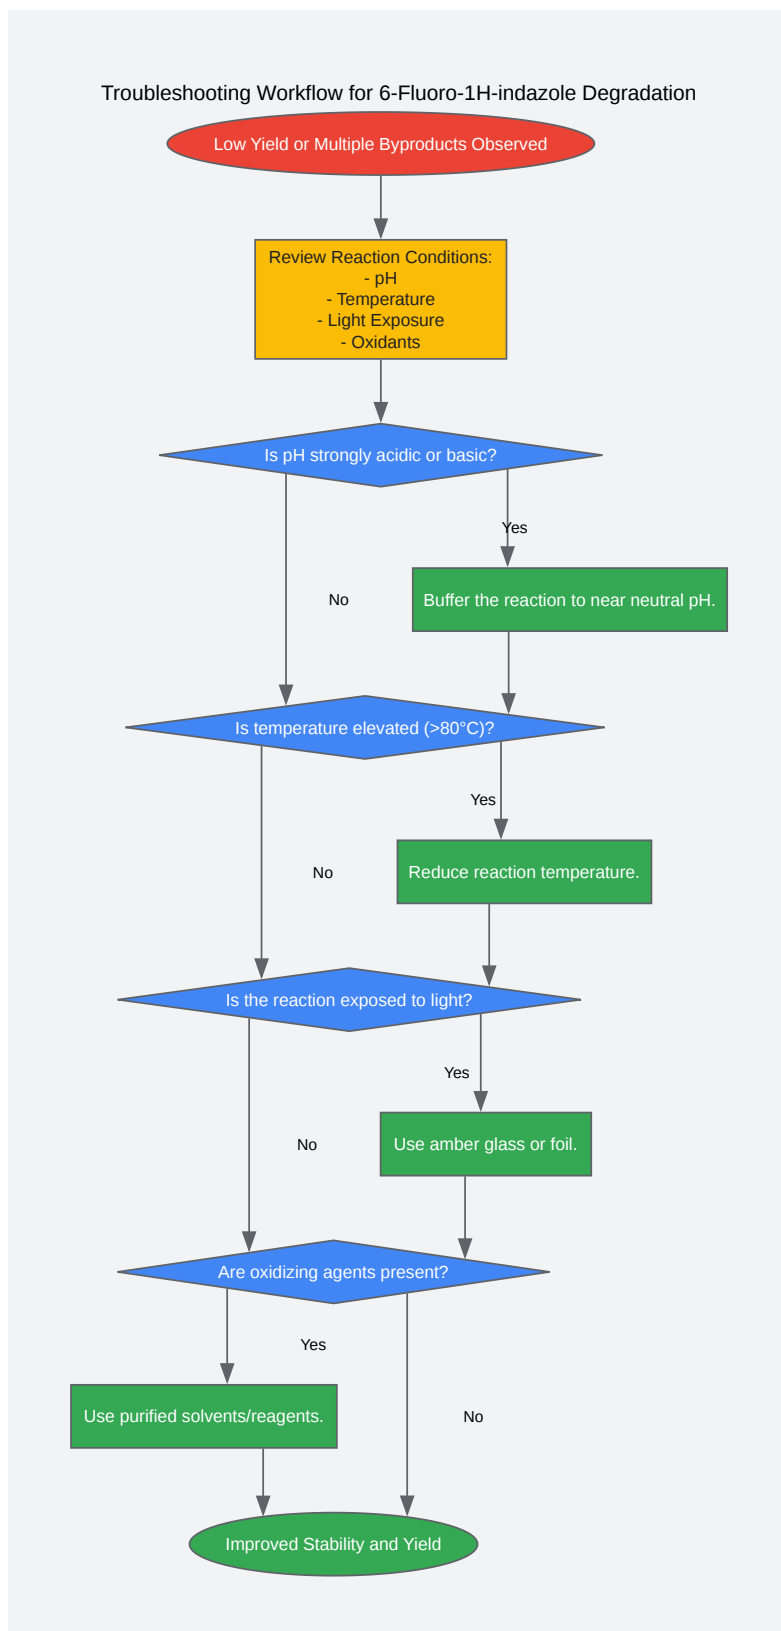 Troubleshooting Workflow for 6-Fluoro-1H-indazole Degradation
Low Yield or Multiple Byproducts Observed
Review Reaction Conditions:
- pH
- Temperature
- Light Exposure
- Oxidants
Is pH strongly acidic or basic?
Yes
No
Buffer the reaction to near neutral pH.
Is temperature elevated (>80°C)?
Yes
No
Reduce reaction temperature.
Is the reaction exposed to light?
Yes
No
Use amber glass or foil.
Are oxidizing agents present?
Yes
Use purified solvents/reagents.
No
Improved Stability and Yield